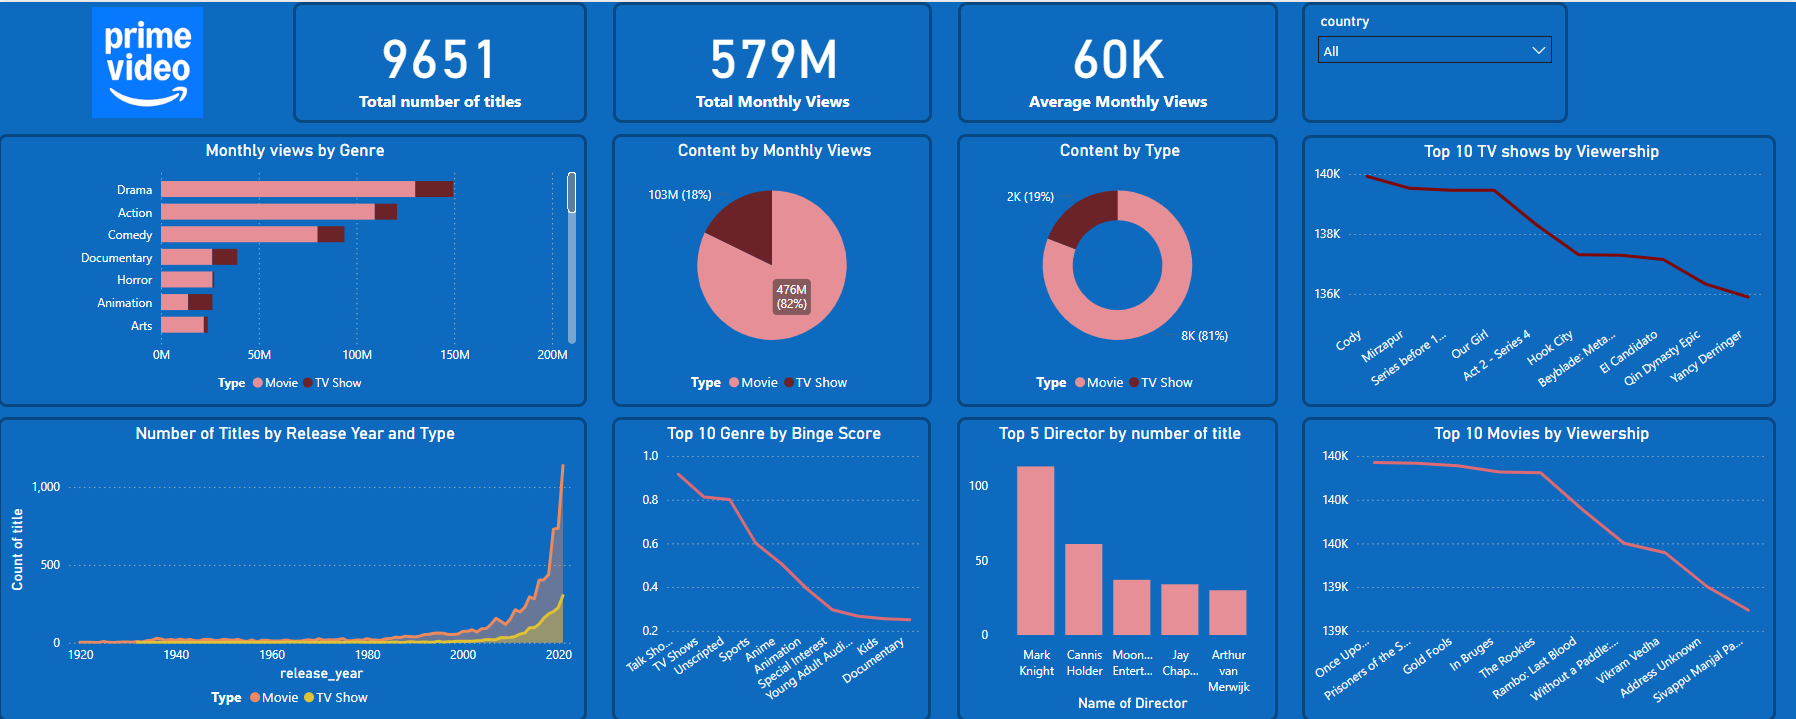 prime
video
9651
Total number of titles
579M
Total Monthly Views
60K
Average Monthly Views
country
All
Monthly views by Genre
Drama
Action
Comedy
Documentary
Horror
Animation
Arts
0M 50M 100M 150M 200M
Type Movie TV Show
Content by Monthly Views
103M (18%)
476M
(82%)
Type Movie TV Show
Content by Type
2K (19%)
8K (81%)
Type Movie TV Show
Top 10 TV shows by Viewership
140K
138K
136K
Cody
Mirzapur
Series before 1...
Our Girl
Act 2 - Series 4
Hook City
Beyblade: Meta...
El Candidato
Qin Dynasty Epic
Yancy Derringer
Number of Titles by Release Year and Type
Count of title
1,000
500
0
1920 1940 1960 1980 2000 2020
release_year
Type Movie TV Show
Top 10 Genre by Binge Score
1.0
0.8
0.6
0.4
0.2
Talk Sho...
TV Shows
Unscripted
Sports
Anime
Animation
Special Interest
Young Adult Audi...
Kids
Documentary
Top 5 Director by number of title
100
50
0
Mark
Knight
Cannis
Holder
Moon...
Entert...
Jay
Chap...
Arthur
van
Merwijk
Name of Director
Top 10 Movies by Viewership
140K
140K
140K
139K
139K
Once Upo...
Prisoners of the S...
Gold Fools
In Bruges
The Rookies
Rambo: Last Blood
Without a Paddle:...
Vikram Vedha
Address Unknown
Sivappu Manjal Pa...